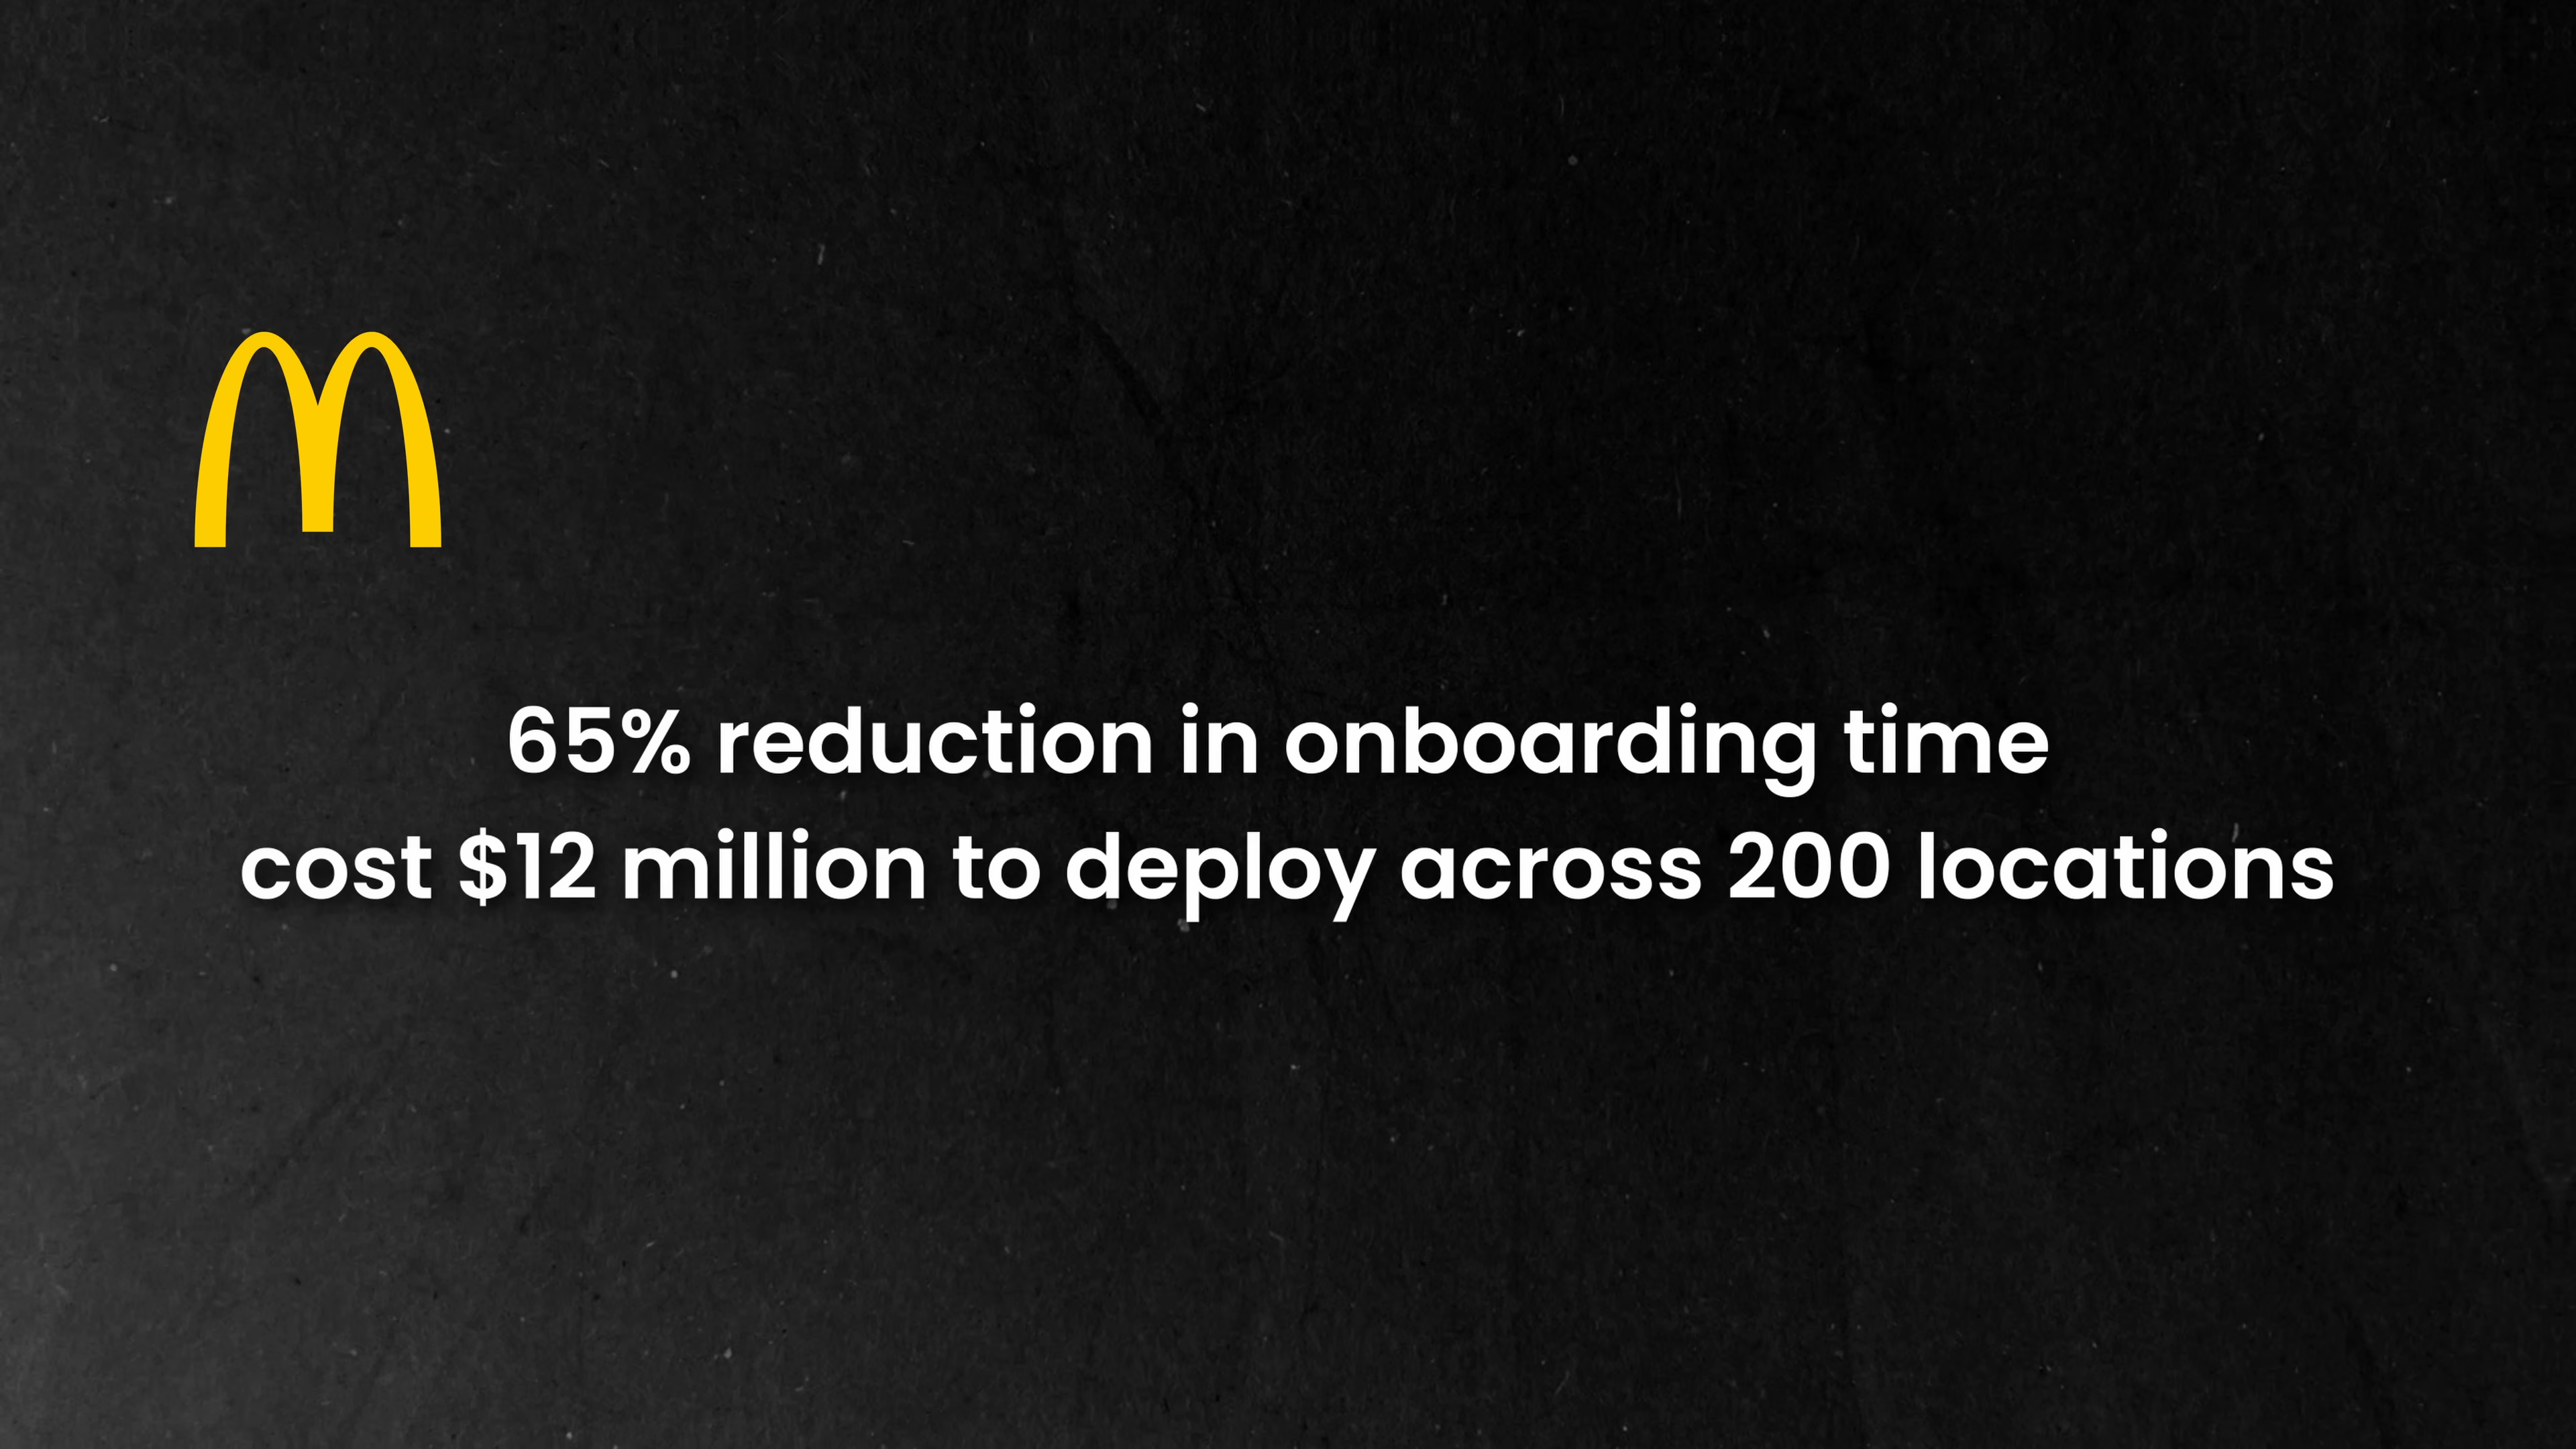 65% reduction in onboarding time
cost $12 million to deploy across 200 locations